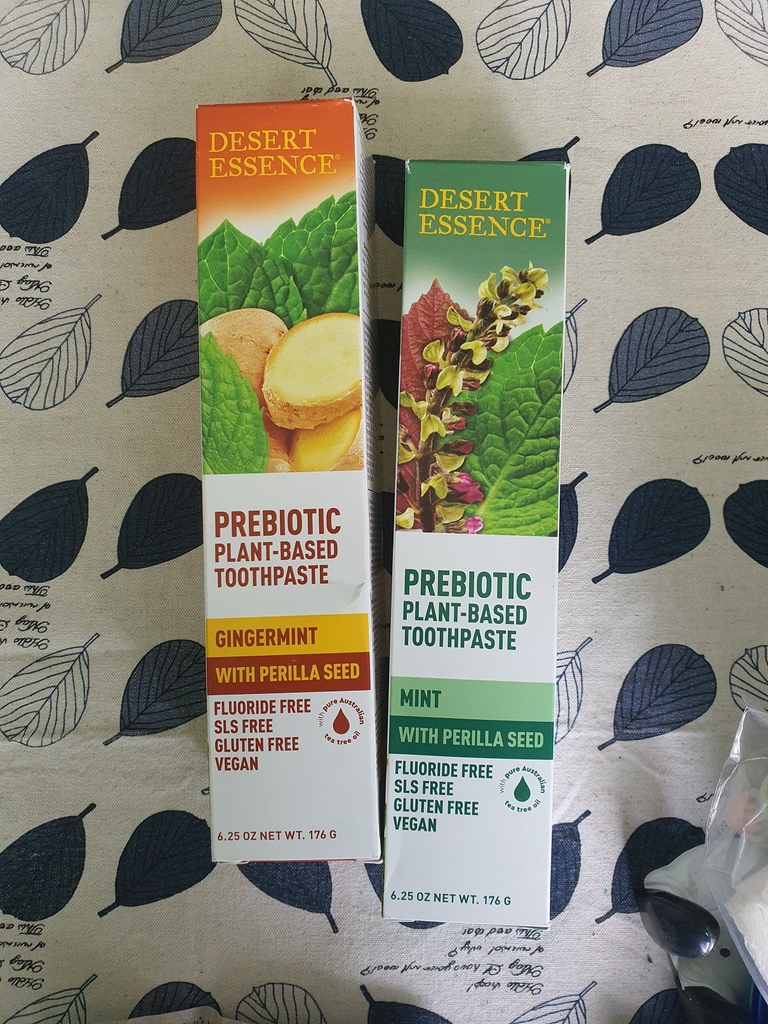 DESERT
ESSENCE®
PREBIOTIC
PLANT-BASED
TOOTHPASTE
GINGERMINT
WITH PERILLA SEED
FLUORIDE FREE
SLS FREE
GLUTEN FREE
VEGAN
with pure Australian
tea tree oil
6.25 OZ NET WT. 176 G
DESERT
ESSENCE®
PREBIOTIC
PLANT-BASED
TOOTHPASTE
MINT
WITH PERILLA SEED
FLUORIDE FREE
SLS FREE
GLUTEN FREE
VEGAN
with pure Australian
tea tree oil
6.25 OZ NET WT. 176 G